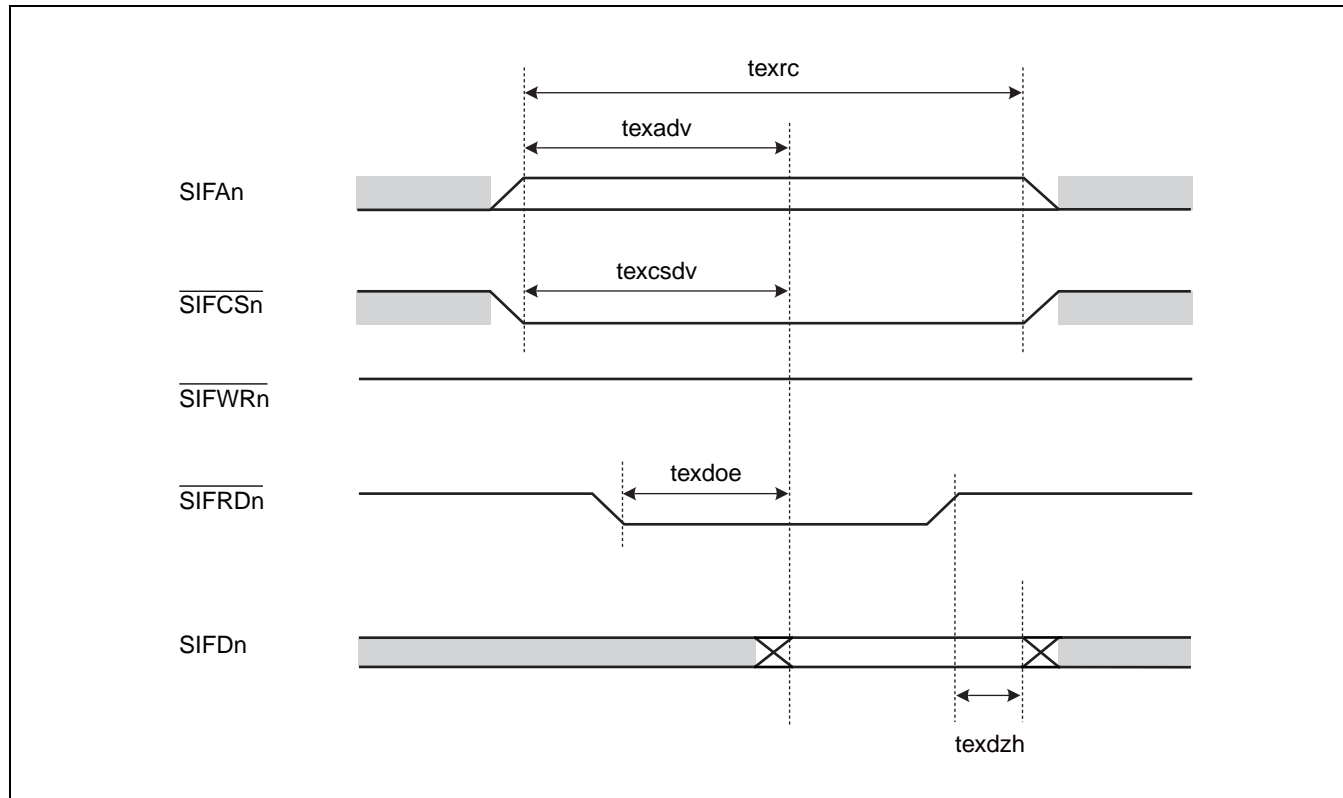 texrc
texadv
SIFAn
texcsdv
SIFCSn
SIFWRn
texdoe
SIFRDn
SIFDn
texdzh